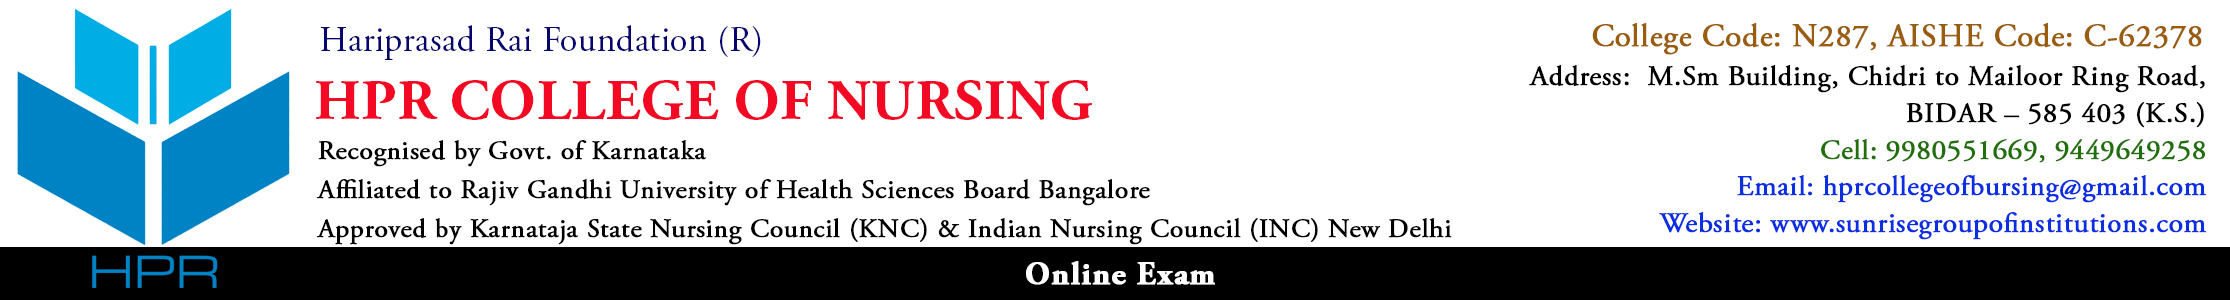 Hariprasad Rai Foundation (R)
HPR COLLEGE OF NURSING
Recognised by Govt. of Karnataka
Affiliated to Rajiv Gandhi University of Health Sciences Board Bangalore
Approved by Karnataja State Nursing Council (KNC) & Indian Nursing Council (INC) New Delhi
College Code: N287, AISHE Code: C-62378
Address: M.Sm Building, Chidri to Mailoor Ring Road,
BIDAR – 585 403 (K.S.)
Cell: 9980551669, 9449649258
Email: hprcollegeofbursing@gmail.com
Website: www.sunrisegroupofinstitutions.com
HPR
Online Exam